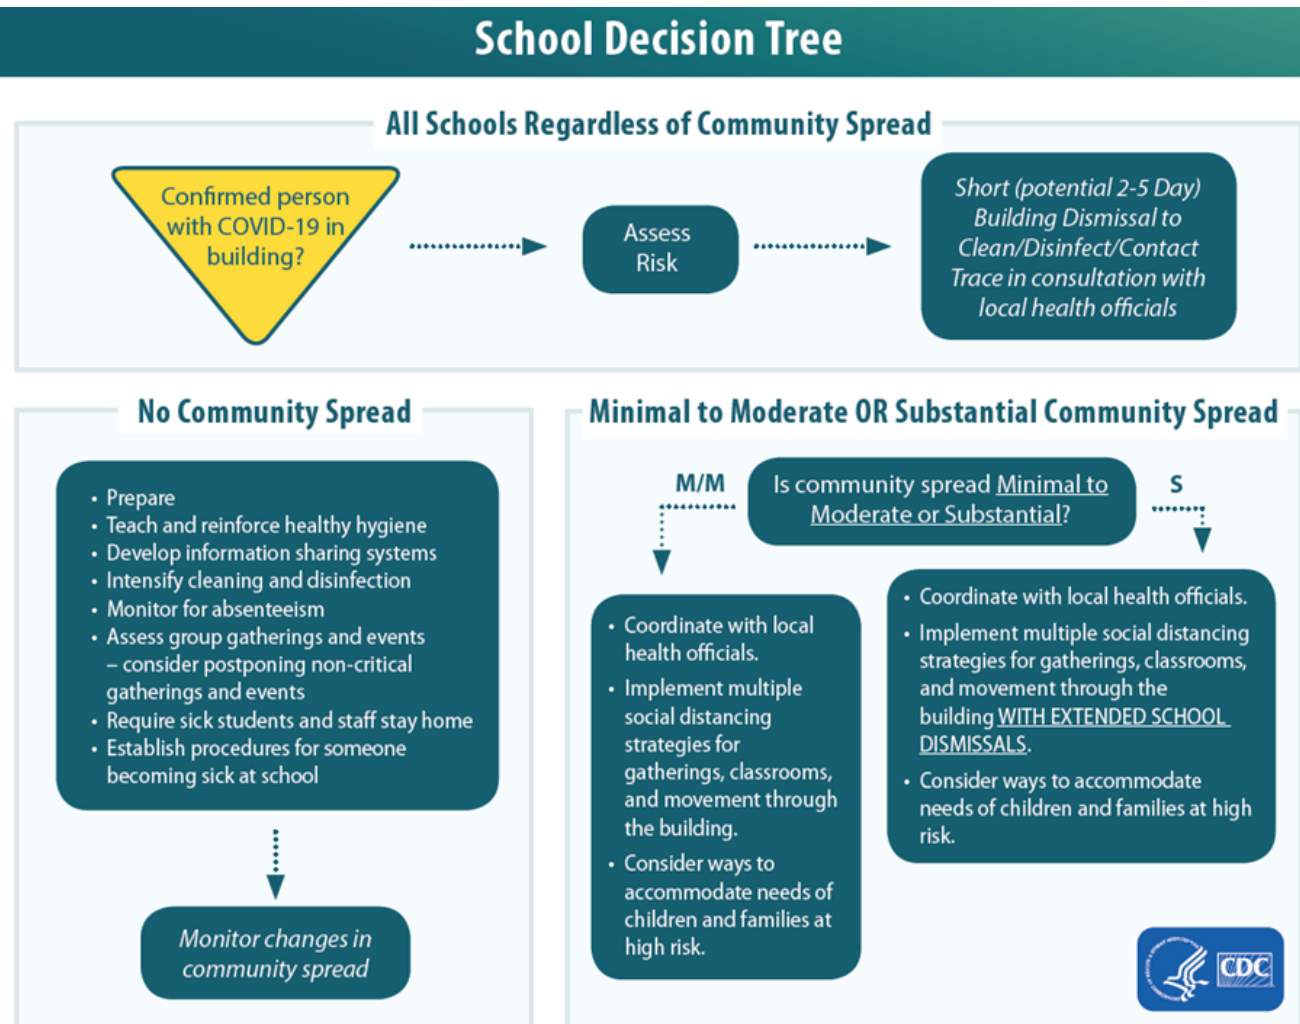 School Decision Tree
All Schools Regardless of Community Spread
Confirmed person
with COVID-19 in
building?
Assess
Risk
Short (potential 2-5 Day)
Building Dismissal to
Clean/Disinfect/Contact
Trace in consultation with
local health officials
No Community Spread
• Prepare
• Teach and reinforce healthy hygiene
• Develop information sharing systems
• Intensify cleaning and disinfection
• Monitor for absenteeism
• Assess group gatherings and events
– consider postponing non-critical
gatherings and events
• Require sick students and staff stay home
• Establish procedures for someone
becoming sick at school
Monitor changes in
community spread
Minimal to Moderate OR Substantial Community Spread
M/M
Is community spread Minimal to
Moderate or Substantial?
S
• Coordinate with local
health officials.
• Implement multiple
social distancing
strategies for
gatherings, classrooms,
and movement through
the building.
• Consider ways to
accommodate needs of
children and families at
high risk.
• Coordinate with local health officials.
• Implement multiple social distancing
strategies for gatherings, classrooms,
and movement through the
building WITH EXTENDED SCHOOL
DISMISSALS.
• Consider ways to accommodate
needs of children and families at high
risk.
CDC